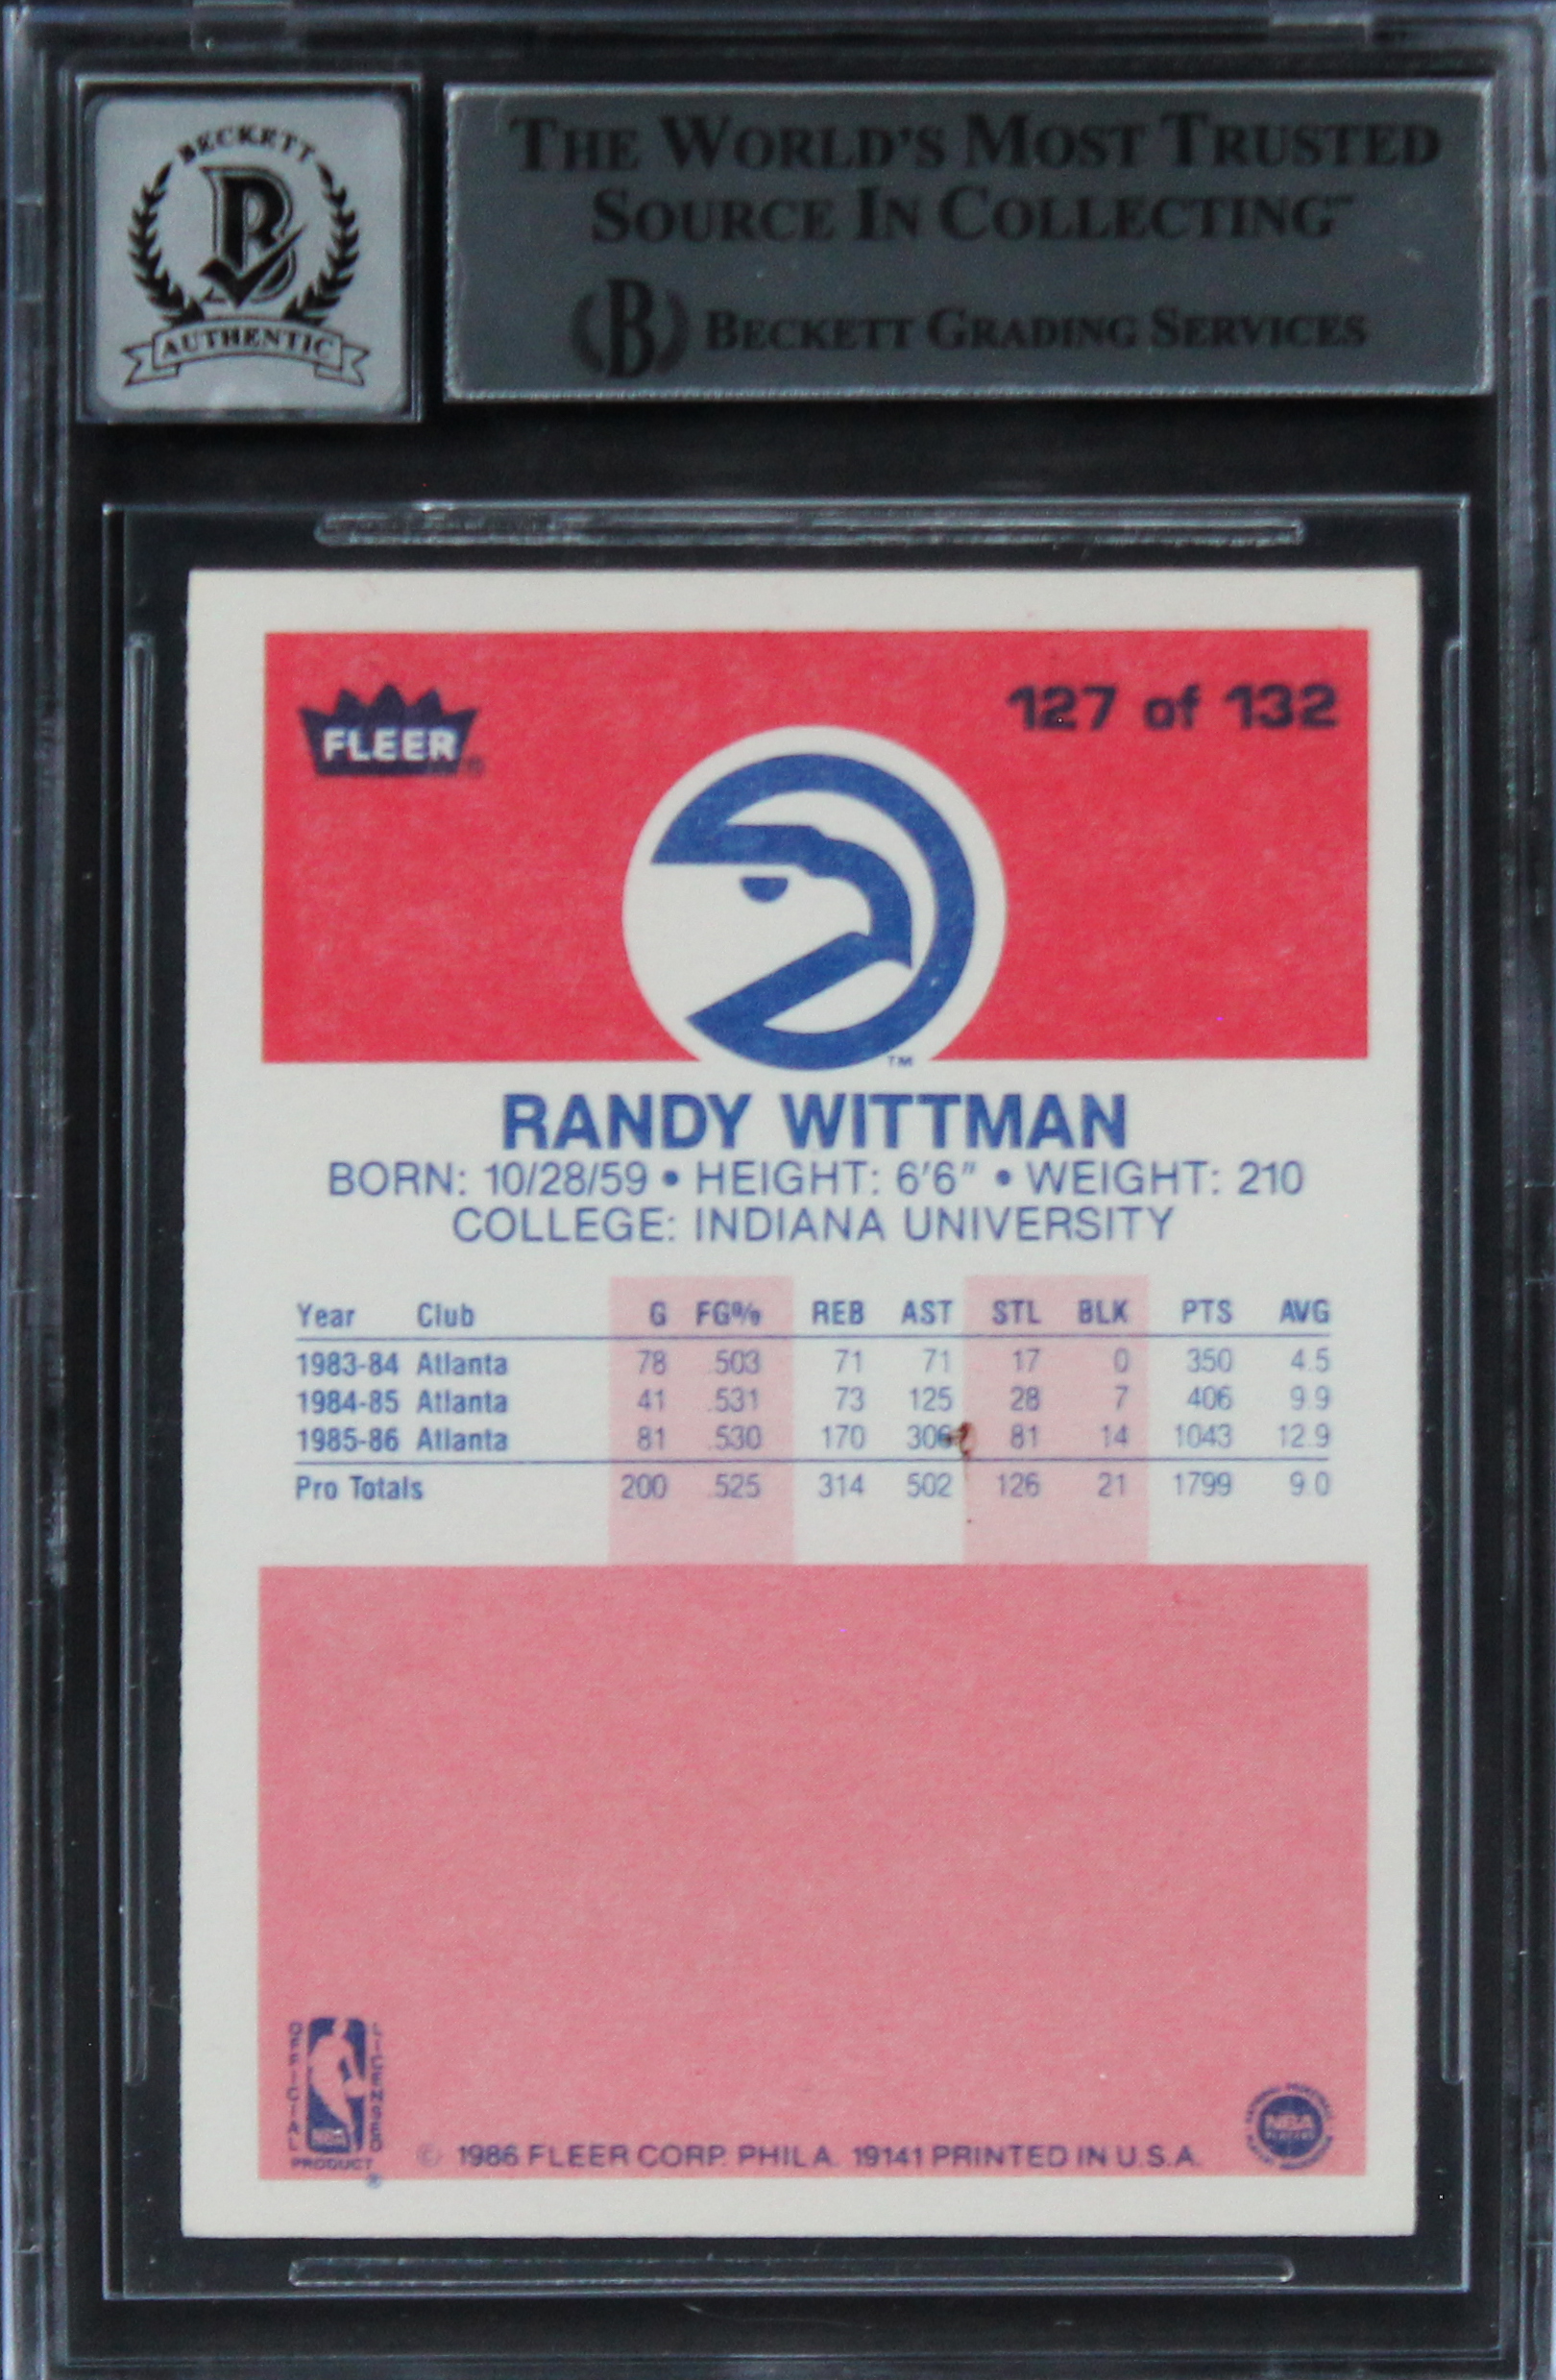 BECKETT
B
AUTHENTIC
THE WORLD'S MOST TRUSTED
SOURCE IN COLLECTING™
B BECKETT GRADING SERVICES
FLEER®
127 of 132
TM
RANDY WITTMAN
BORN: 10/28/59 • HEIGHT: 6'6" • WEIGHT: 210
COLLEGE: INDIANA UNIVERSITY
Year Club G FG% REB AST STL BLK PTS AVG
1983-84 Atlanta 78 .503 71 71 17 0 350 4.5
1984-85 Atlanta 41 .531 73 125 28 7 406 9.9
1985-86 Atlanta 81 .530 170 306 81 14 1043 12.9
Pro Totals 200 .525 314 502 126 21 1799 9.0
OFFICIAL LICENSED
NBA
PRODUCT®
© 1986 FLEER CORP. PHILA. 19141 PRINTED IN U.S.A.
NBA
PLAYERS